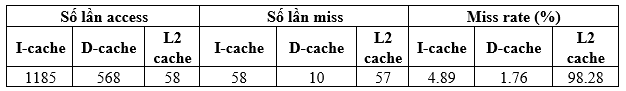 Số lần access Số lần miss Miss rate (%)
I-cache D-cache L2 cache I-cache D-cache L2 cache I-cache D-cache L2 cache
1185 568 58 58 10 57 4.89 1.76 98.28